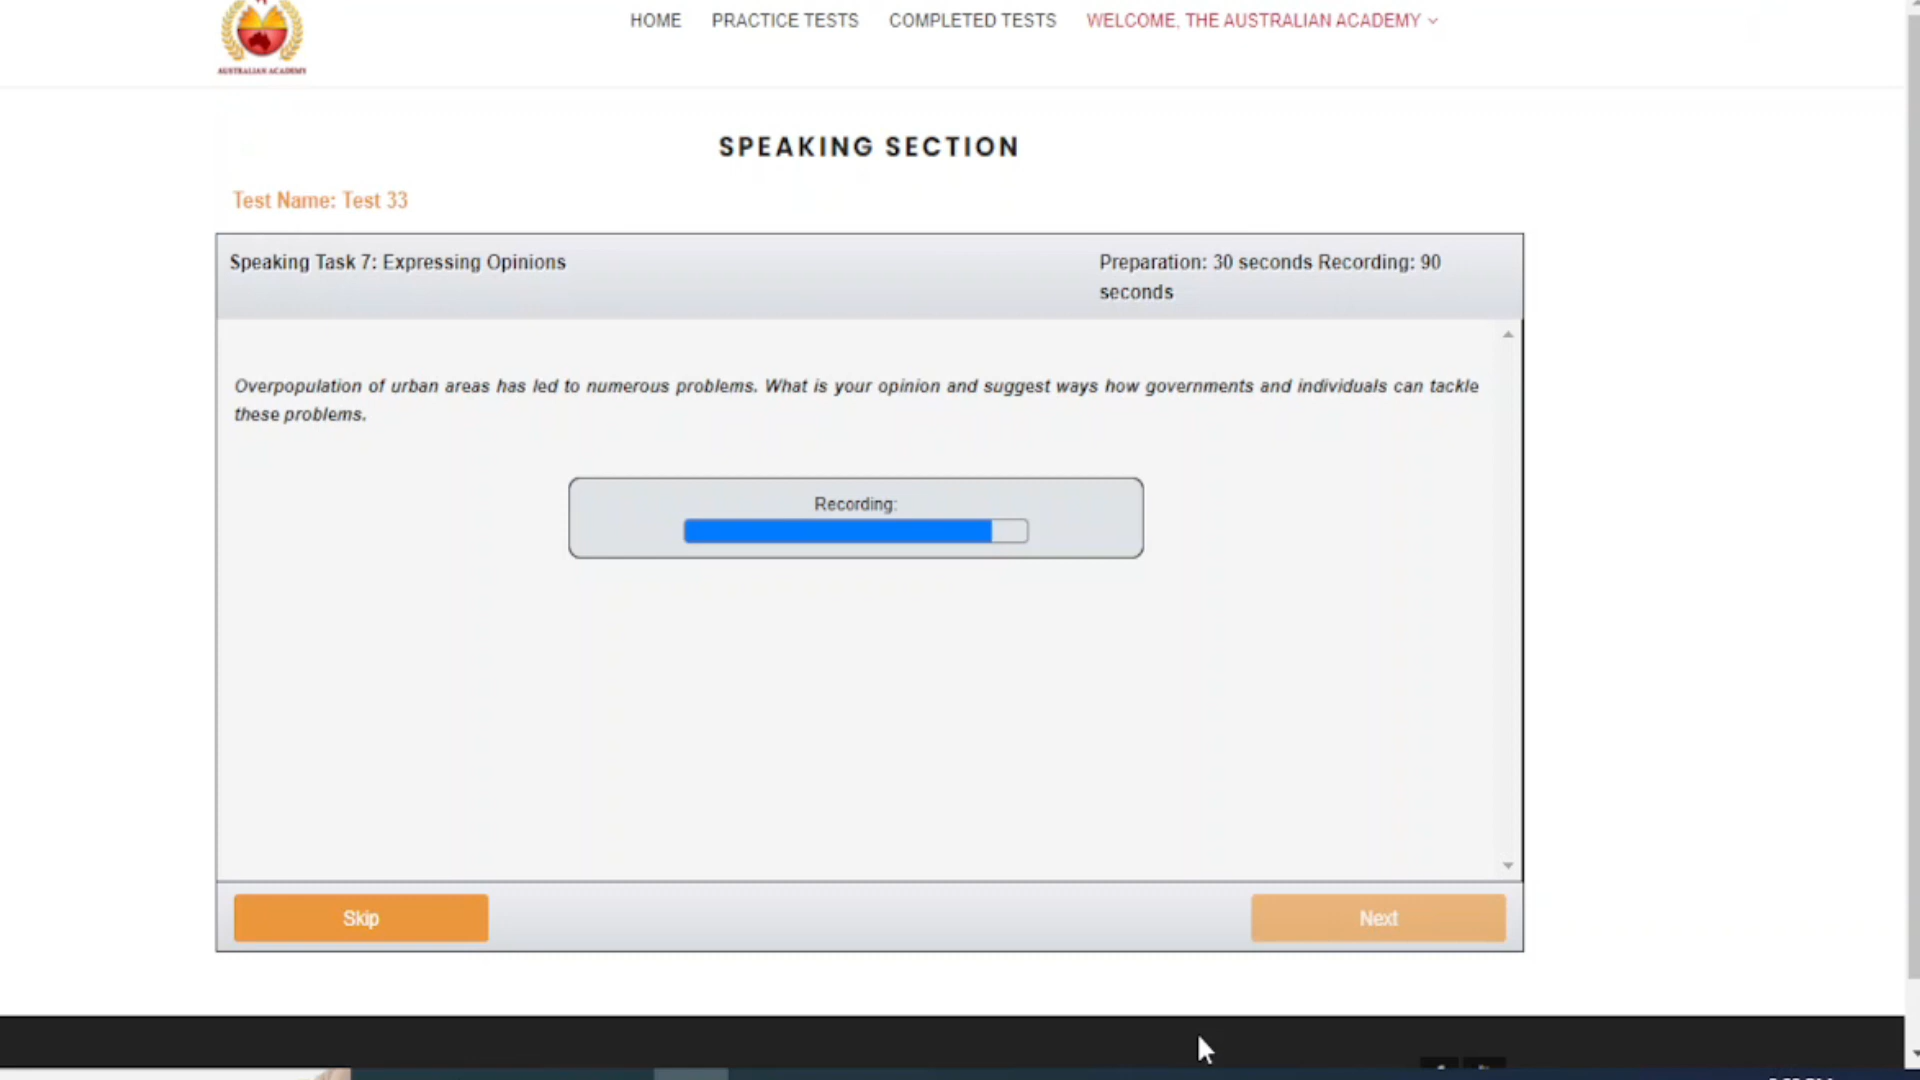 AUSTRALIAN ACADEMY
HOME PRACTICE TESTS COMPLETED TESTS WELCOME, THE AUSTRALIAN ACADEMY
SPEAKING SECTION
Test Name: Test 33
Speaking Task 7: Expressing Opinions
Preparation: 30 seconds Recording: 90
seconds
Overpopulation of urban areas has led to numerous problems. What is your opinion and suggest ways how governments and individuals can tackle
these problems.
Recording:
Skip
Next